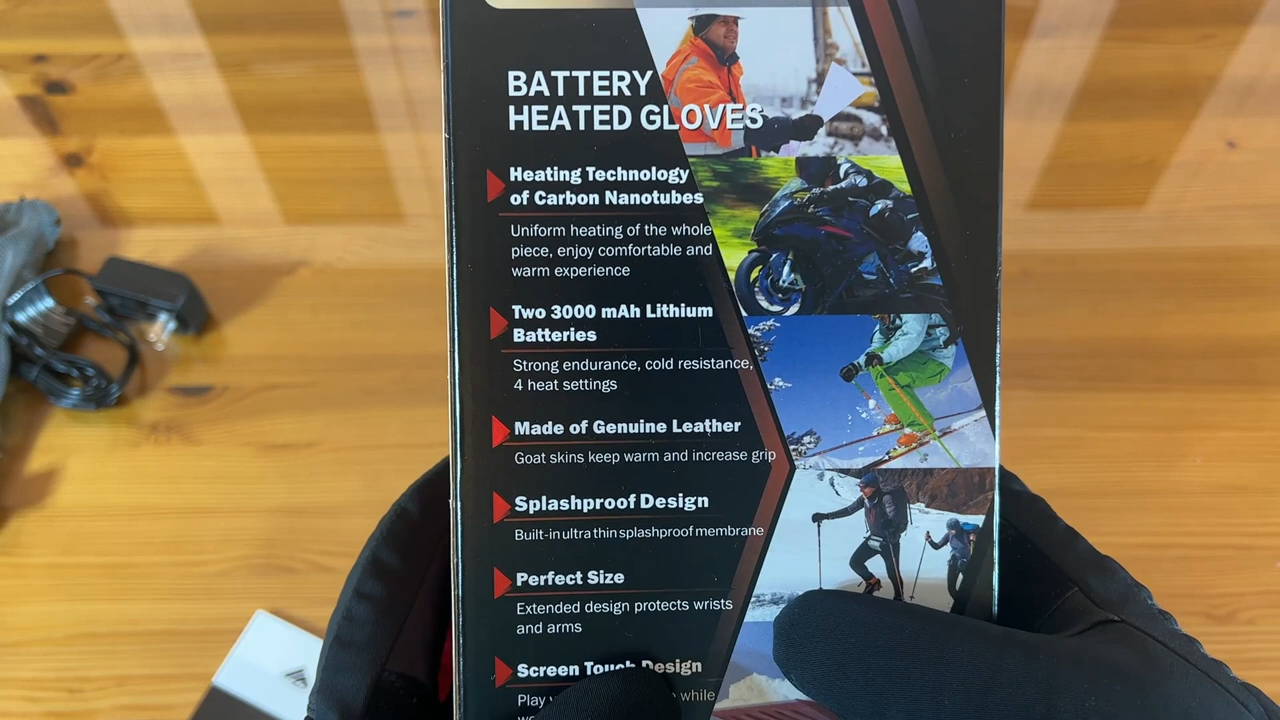 BATTERY
HEATED GLOVES
Heating Technology
of Carbon Nanotubes
Uniform heating of the whole
piece, enjoy comfortable and
warm experience
Two 3000 mAh Lithium
Batteries
Strong endurance, cold resistance,
4 heat settings
Made of Genuine Leather
Goat skins keep warm and increase grip
Splashproof Design
Built-in ultra thin splashproof membrane
Perfect Size
Extended design protects wrists
and arms
Screen Touch Design
Play while